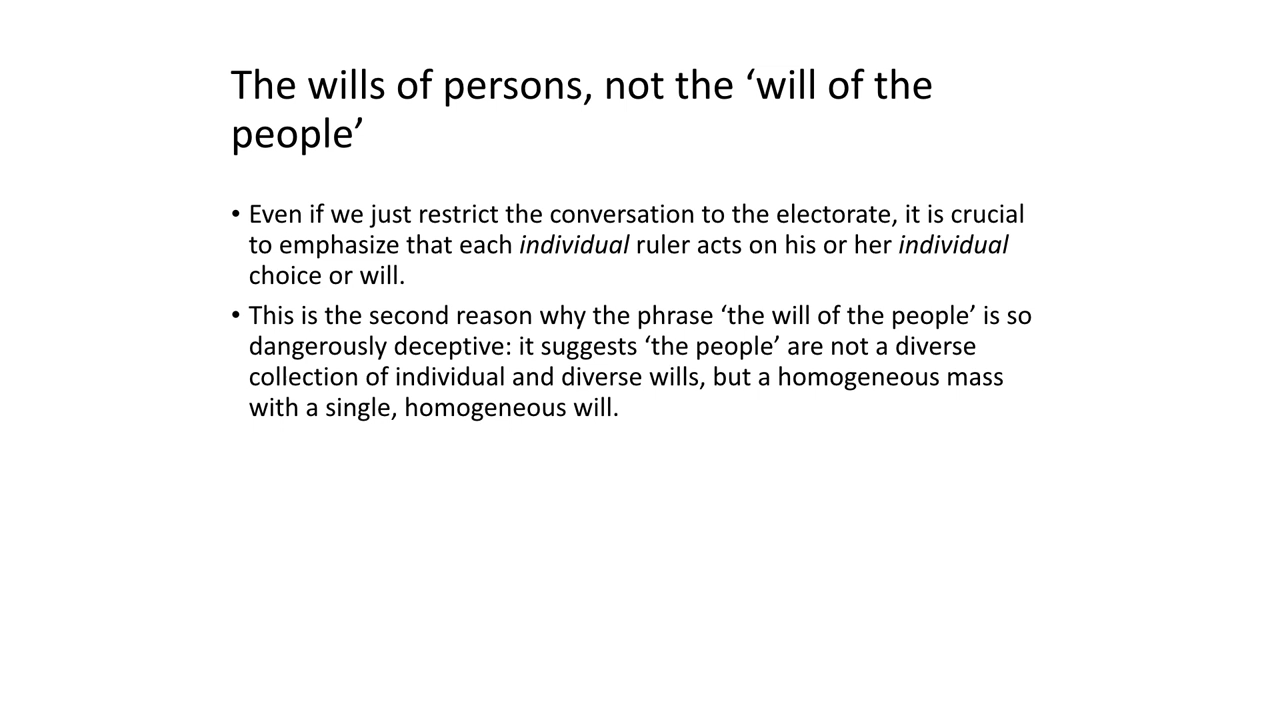 The wills of persons, not the ‘will of the
people’
• Even if we just restrict the conversation to the electorate, it is crucial
to emphasize that each individual ruler acts on his or her individual
choice or will.
• This is the second reason why the phrase ‘the will of the people’ is so
dangerously deceptive: it suggests ‘the people’ are not a diverse
collection of individual and diverse wills, but a homogeneous mass
with a single, homogeneous will.